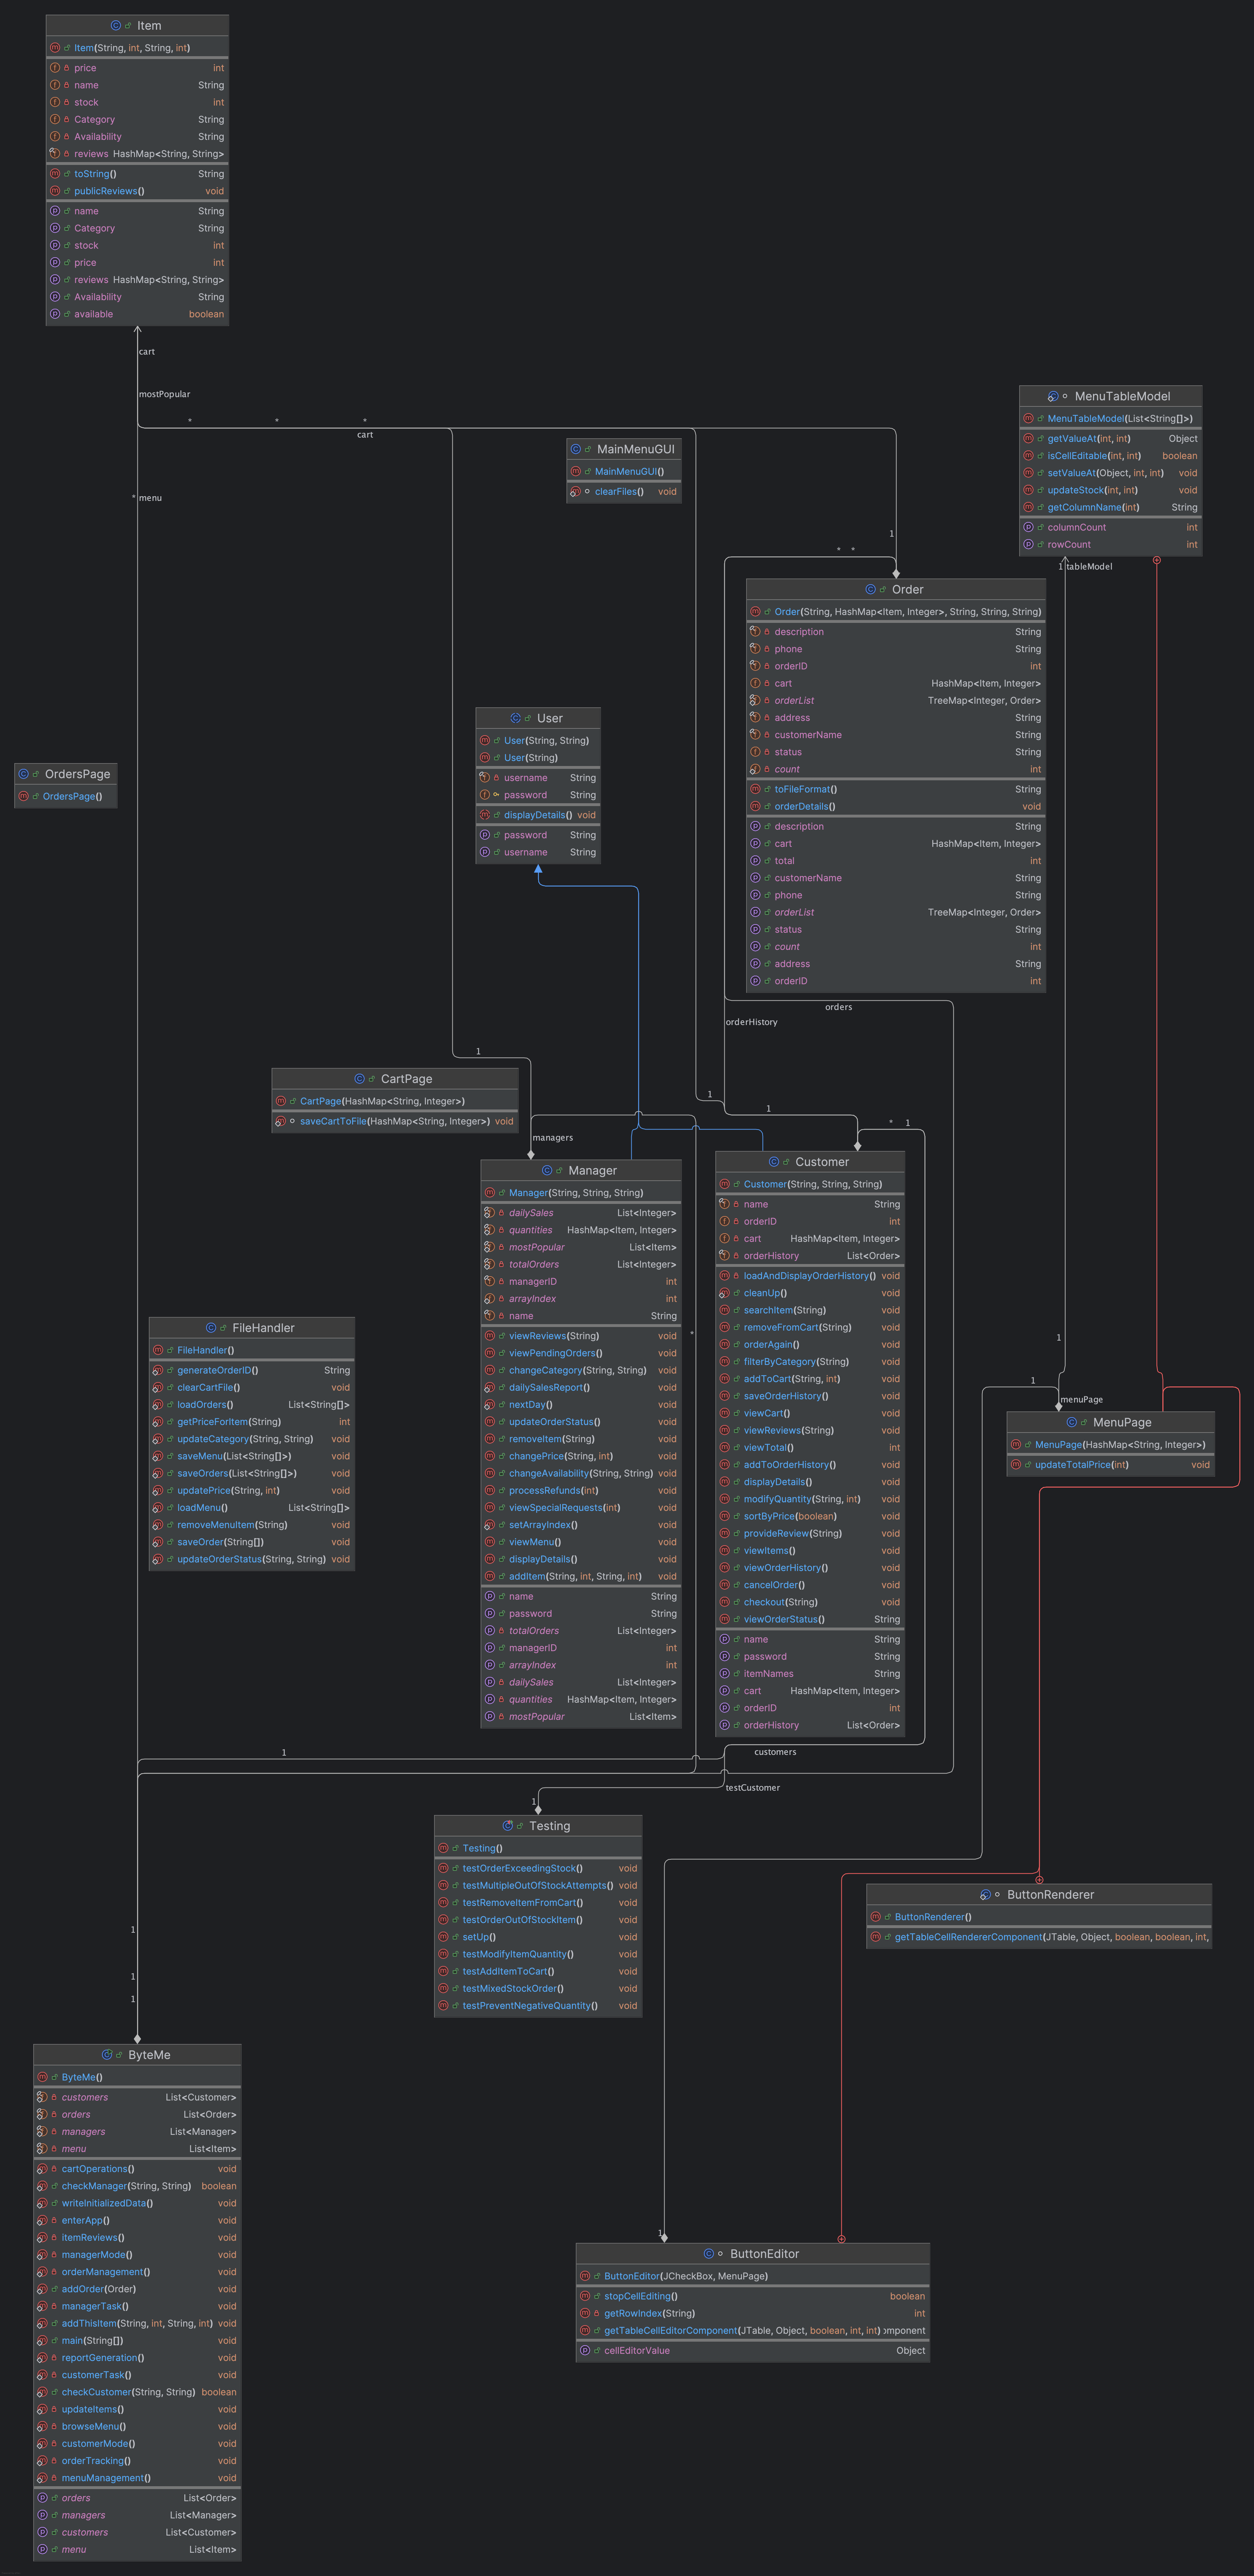 Item
Item(String, int, String, int)
price int
name String
stock int
Category String
Availability String
reviews HashMap<String, String>
toString() String
publicReviews() void
name String
Category String
stock int
price int
reviews HashMap<String, String>
Availability String
available boolean
cart
mostPopular
* * *
cart
* menu
MainMenuGUI
MainMenuGUI()
clearFiles() void
MenuTableModel
MenuTableModel(List<String[]>)
getValueAt(int, int) Object
isCellEditable(int, int) boolean
setValueAt(Object, int, int) void
updateStock(int, int) void
getColumnName(int) String
columnCount int
rowCount int
1 tableModel
1
* *
Order
Order(String, HashMap<Item, Integer>, String, String, String)
description String
phone String
orderID int
cart HashMap<Item, Integer>
orderList TreeMap<Integer, Order>
address String
customerName String
status String
count int
toFileFormat() String
orderDetails() void
description String
cart HashMap<Item, Integer>
total int
customerName String
phone String
orderList TreeMap<Integer, Order>
status String
count int
address String
orderID int
User
User(String, String)
User(String)
username String
password String
displayDetails() void
password String
username String
OrdersPage
OrdersPage()
orders
orderHistory
1
CartPage
CartPage(HashMap<String, Integer>)
saveCartToFile(HashMap<String, Integer>) void
1
1
* 1
managers
Manager
Manager(String, String, String)
dailySales List<Integer>
quantities HashMap<Item, Integer>
mostPopular List<Item>
totalOrders List<Integer>
managerID int
arrayIndex int
name String
viewReviews(String) void
viewPendingOrders() void
changeCategory(String, String) void
dailySalesReport() void
nextDay() void
updateOrderStatus() void
removeItem(String) void
changePrice(String, int) void
changeAvailability(String, String) void
processRefunds(int) void
viewSpecialRequests(int) void
setArrayIndex() void
viewMenu() void
displayDetails() void
addItem(String, int, String, int) void
name String
password String
totalOrders List<Integer>
managerID int
arrayIndex int
dailySales List<Integer>
quantities HashMap<Item, Integer>
mostPopular List<Item>
*
Customer
Customer(String, String, String)
name String
orderID int
cart HashMap<Item, Integer>
orderHistory List<Order>
loadAndDisplayOrderHistory() void
cleanUp() void
searchItem(String) void
removeFromCart(String) void
orderAgain() void
filterByCategory(String) void
addToCart(String, int) void
saveOrderHistory() void
viewCart() void
viewReviews(String) void
viewTotal() int
addToOrderHistory() void
displayDetails() void
modifyQuantity(String, int) void
sortByPrice(boolean) void
provideReview(String) void
viewItems() void
viewOrderHistory() void
cancelOrder() void
checkout(String) void
viewOrderStatus() String
name String
password String
itemNames String
cart HashMap<Item, Integer>
orderID int
orderHistory List<Order>
FileHandler
FileHandler()
generateOrderID() String
clearCartFile() void
loadOrders() List<String[]>
getPriceForItem(String) int
updateCategory(String, String) void
saveMenu(List<String[]>) void
saveOrders(List<String[]>) void
updatePrice(String, int) void
loadMenu() List<String[]>
removeMenuItem(String) void
saveOrder(String[]) void
updateOrderStatus(String, String) void
1
1
menuPage
MenuPage
MenuPage(HashMap<String, Integer>)
updateTotalPrice(int) void
1
customers
testCustomer
1
Testing
Testing()
testOrderExceedingStock() void
testMultipleOutOfStockAttempts() void
testRemoveItemFromCart() void
testOrderOutOfStockItem() void
setUp() void
testModifyItemQuantity() void
testAddItemToCart() void
testMixedStockOrder() void
testPreventNegativeQuantity() void
ButtonRenderer
ButtonRenderer()
getTableCellRendererComponent(JTable, Object, boolean, boolean, int,
1
1
1
ByteMe
ByteMe()
customers List<Customer>
orders List<Order>
managers List<Manager>
menu List<Item>
cartOperations() void
checkManager(String, String) boolean
writeInitializedData() void
enterApp() void
itemReviews() void
managerMode() void
orderManagement() void
addOrder(Order) void
managerTask() void
addThisItem(String, int, String, int) void
main(String[]) void
reportGeneration() void
customerTask() void
checkCustomer(String, String) boolean
updateItems() void
browseMenu() void
customerMode() void
orderTracking() void
menuManagement() void
orders List<Order>
managers List<Manager>
customers List<Customer>
menu List<Item>
1
ButtonEditor
ButtonEditor(JCheckBox, MenuPage)
stopCellEditing() boolean
getRowIndex(String) int
getTableCellEditorComponent(JTable, Object, boolean, int, int) omponent
cellEditorValue Object